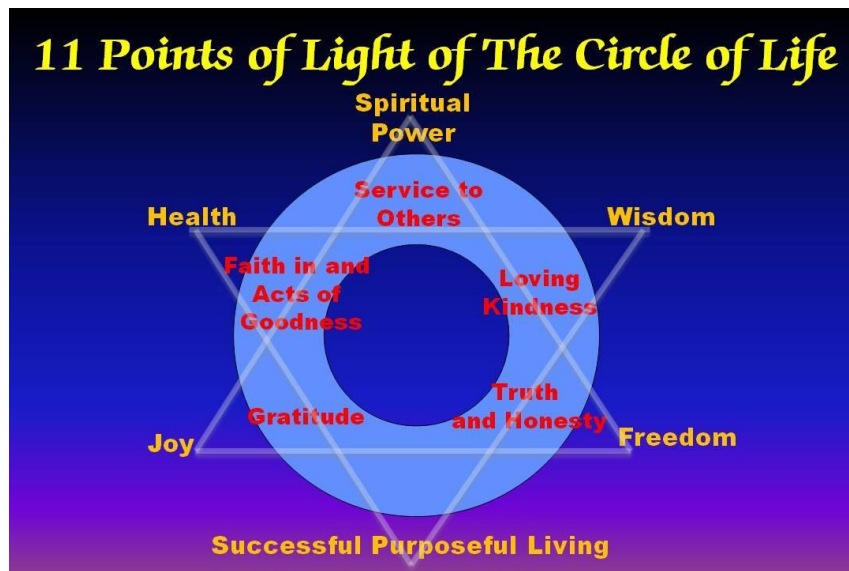 11 Points of Light of The Circle of Life
Spiritual
Power
Service to
Others
Health
Wisdom
Faith in and
Acts of
Goodness
Loving
Kindness
Gratitude
Truth
and Honesty
Joy
Freedom
Successful Purposeful Living